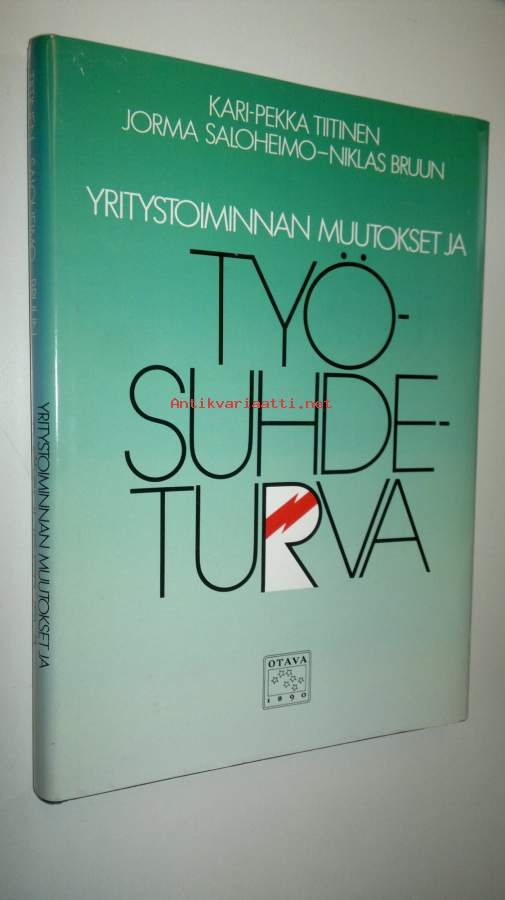 KARI-PEKKA TIITINEN
JORMA SALOHEIMO–NIKLAS BRUUN
YRITYSTOIMINNAN MUUTOKSET JA
TYÖ-
SUHDE-
TURVA
Antikvariaatti.net
OTAVA
1890
YRITYSTOIMINNAN MUUTOKSET JA